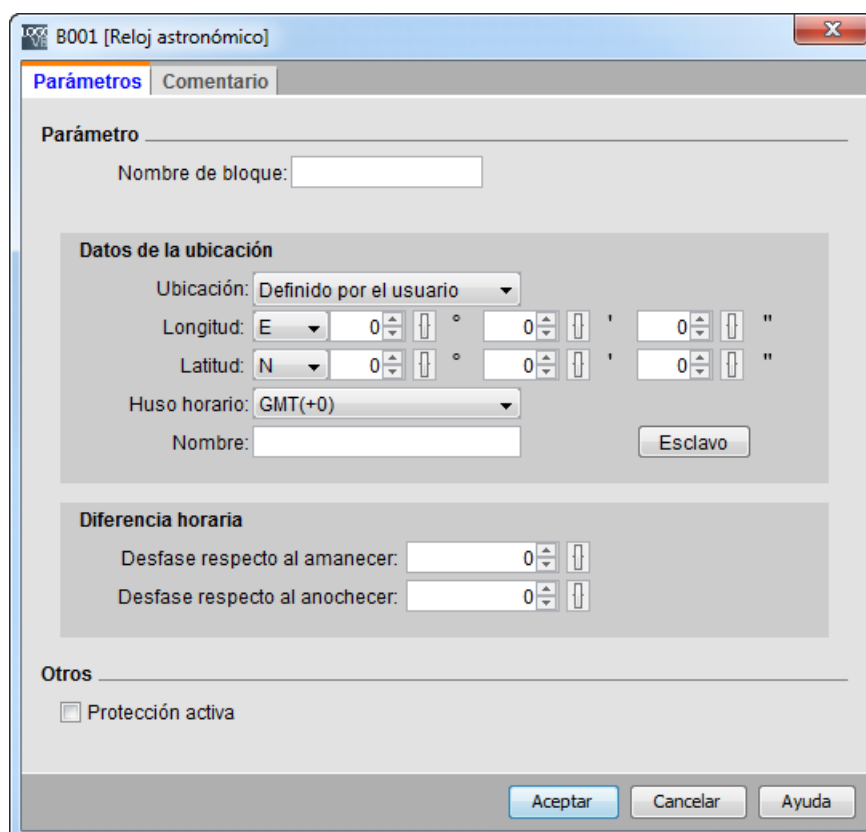 B001 [Reloj astronómico]
Parámetros Comentario
Parámetro
Nombre de bloque:
Datos de la ubicación
Ubicación: Definido por el usuario
Longitud: E 0 ° 0 ' 0 "
Latitud: N 0 ° 0 ' 0 "
Huso horario: GMT(+0)
Nombre: Esclavo
Diferencia horaria
Desfase respecto al amanecer: 0
Desfase respecto al anochecer: 0
Otros
Protección activa
Aceptar Cancelar Ayuda